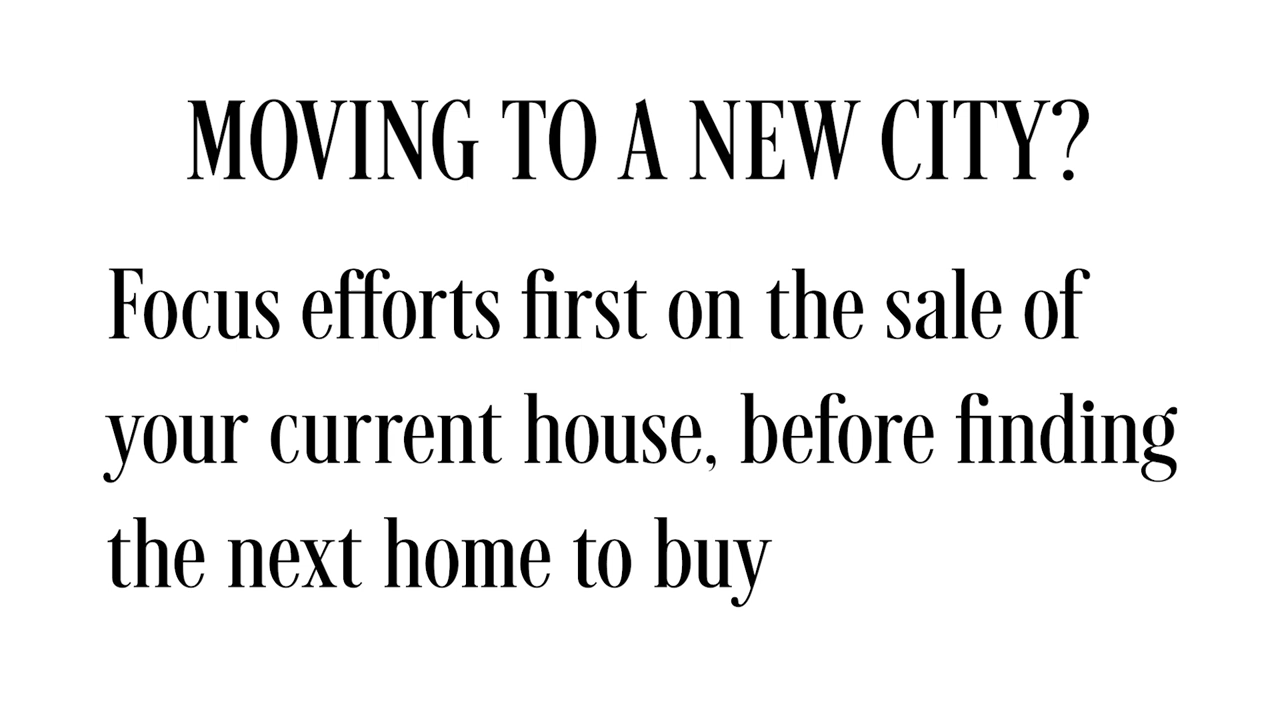 MOVING TO A NEW CITY?
Focus efforts first on the sale of
your current house, before finding
the next home to buy